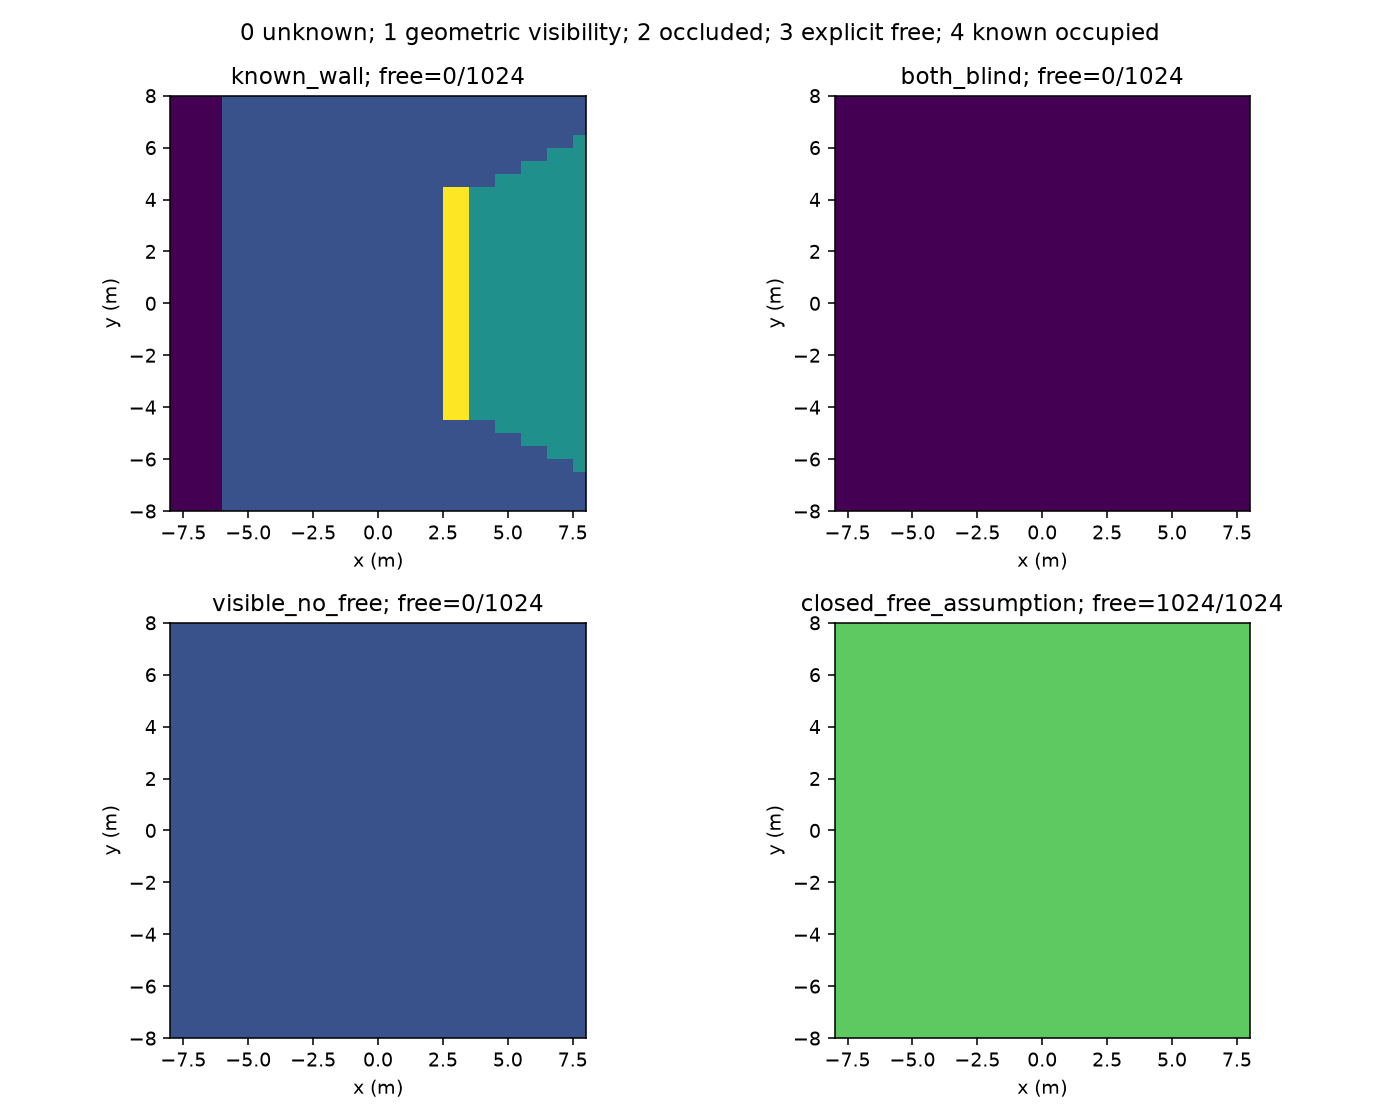 0 unknown; 1 geometric visibility; 2 occluded; 3 explicit free; 4 known occupied
known_wall; free=0/1024
8
6
4
2
0
−2
−4
−6
−8
y (m)
−7.5 −5.0 −2.5 0.0 2.5 5.0 7.5
x (m)
both_blind; free=0/1024
8
6
4
2
0
−2
−4
−6
−8
y (m)
−7.5 −5.0 −2.5 0.0 2.5 5.0 7.5
x (m)
visible_no_free; free=0/1024
8
6
4
2
0
−2
−4
−6
−8
y (m)
−7.5 −5.0 −2.5 0.0 2.5 5.0 7.5
x (m)
closed_free_assumption; free=1024/1024
8
6
4
2
0
−2
−4
−6
−8
y (m)
−7.5 −5.0 −2.5 0.0 2.5 5.0 7.5
x (m)